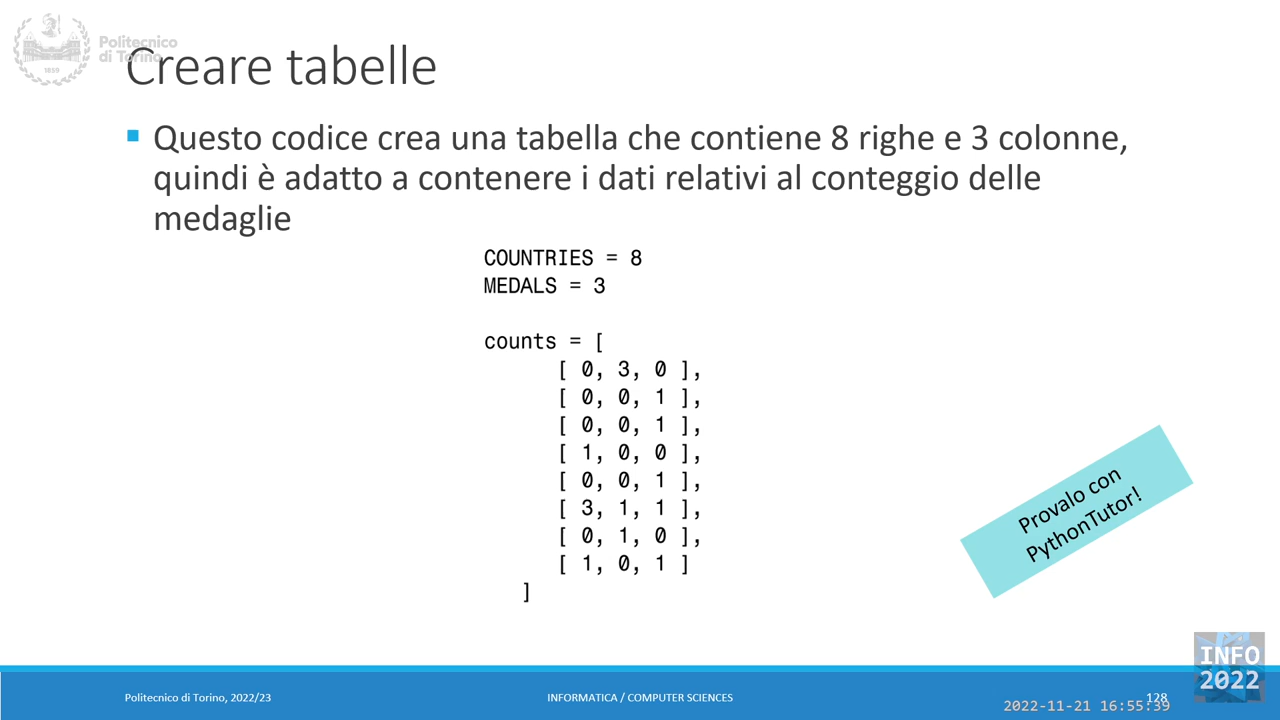 Politecnico
di Torino
1859
Creare tabelle
Questo codice crea una tabella che contiene 8 righe e 3 colonne,
quindi è adatto a contenere i dati relativi al conteggio delle
medaglie
COUNTRIES = 8
MEDALS = 3
counts = [
[ 0, 3, 0 ],
[ 0, 0, 1 ],
[ 0, 0, 1 ],
[ 1, 0, 0 ],
[ 0, 0, 1 ],
[ 3, 1, 1 ],
[ 0, 1, 0 ],
[ 1, 0, 1 ]
]
Provalo con
PythonTutor!
INFO
2022
Politecnico di Torino, 2022/23
INFORMATICA / COMPUTER SCIENCES
128
2022-11-21 16:55:39